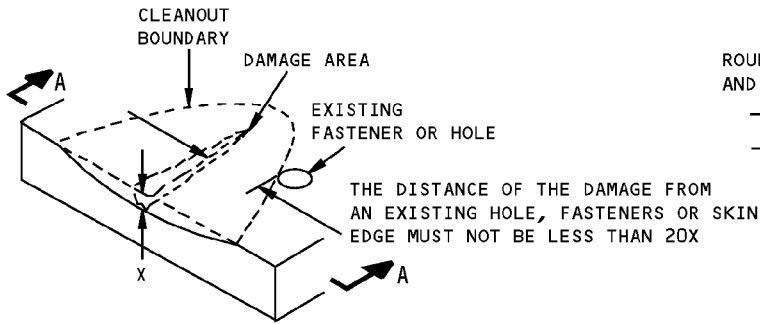 CLEANOUT
BOUNDARY
DAMAGE AREA
A
EXISTING
FASTENER OR HOLE
THE DISTANCE OF THE DAMAGE FROM
AN EXISTING HOLE, FASTENERS OR SKIN
EDGE MUST NOT BE LESS THAN 20X
X
A
AND